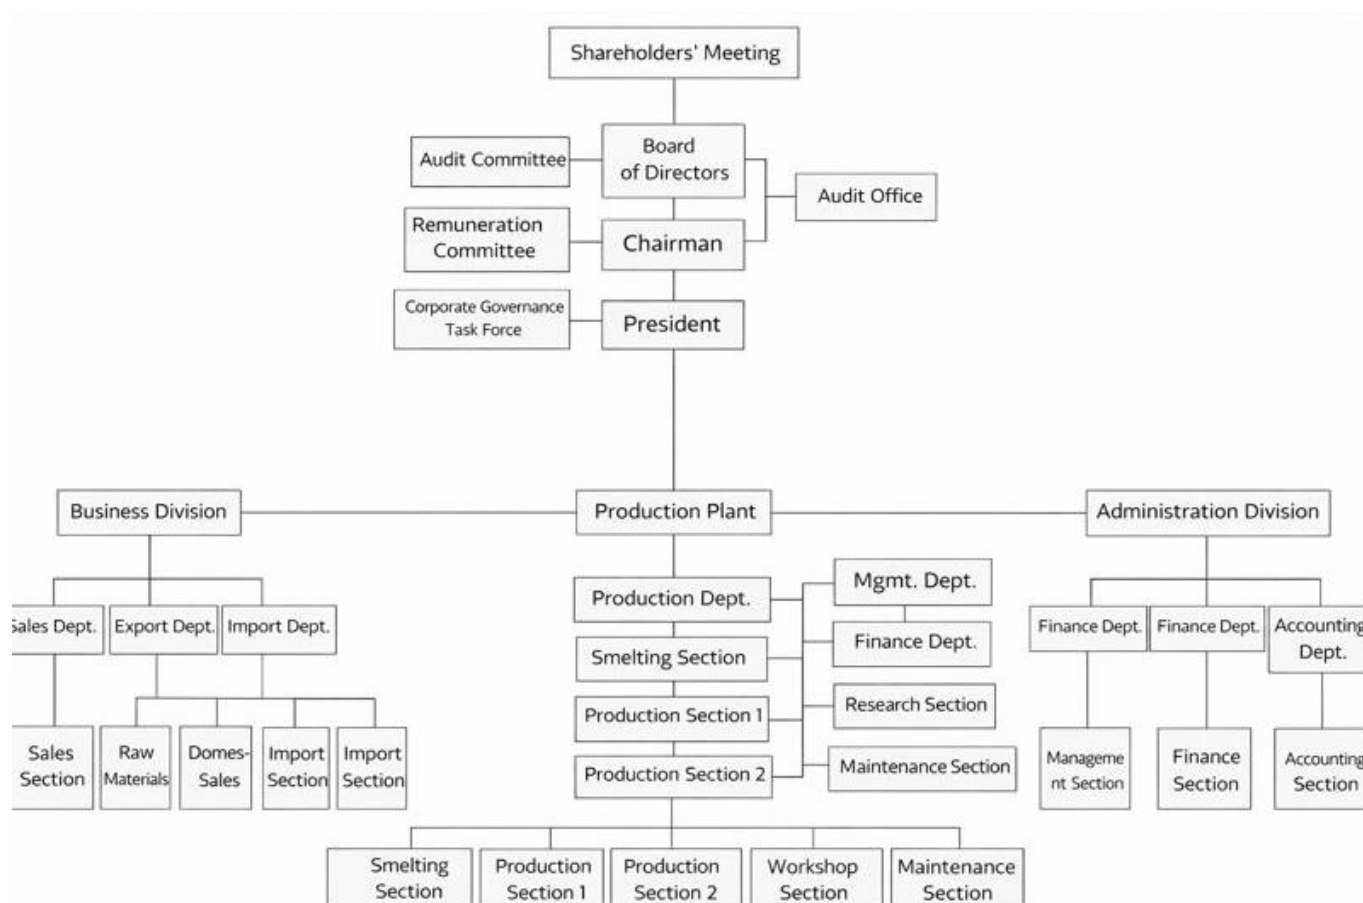 Shareholders' Meeting
Board
of Directors
Audit Committee
Audit Office
Remuneration
Committee
Chairman
Corporate Governance
Task Force
President
Business Division
Production Plant
Administration Division
Sales Dept.
Export Dept.
Import Dept.
Production Dept.
Mgmt. Dept.
Finance Dept.
Smelting Section
Production Section 1
Research Section
Production Section 2
Maintenance Section
Finance Dept.
Finance Dept.
Accounting
Dept.
Sales
Section
Raw
Materials
Domes-
Sales
Import
Section
Import
Section
Manageme
nt Section
Finance
Section
Accounting
Section
Smelting
Section
Production
Section 1
Production
Section 2
Workshop
Section
Maintenance
Section